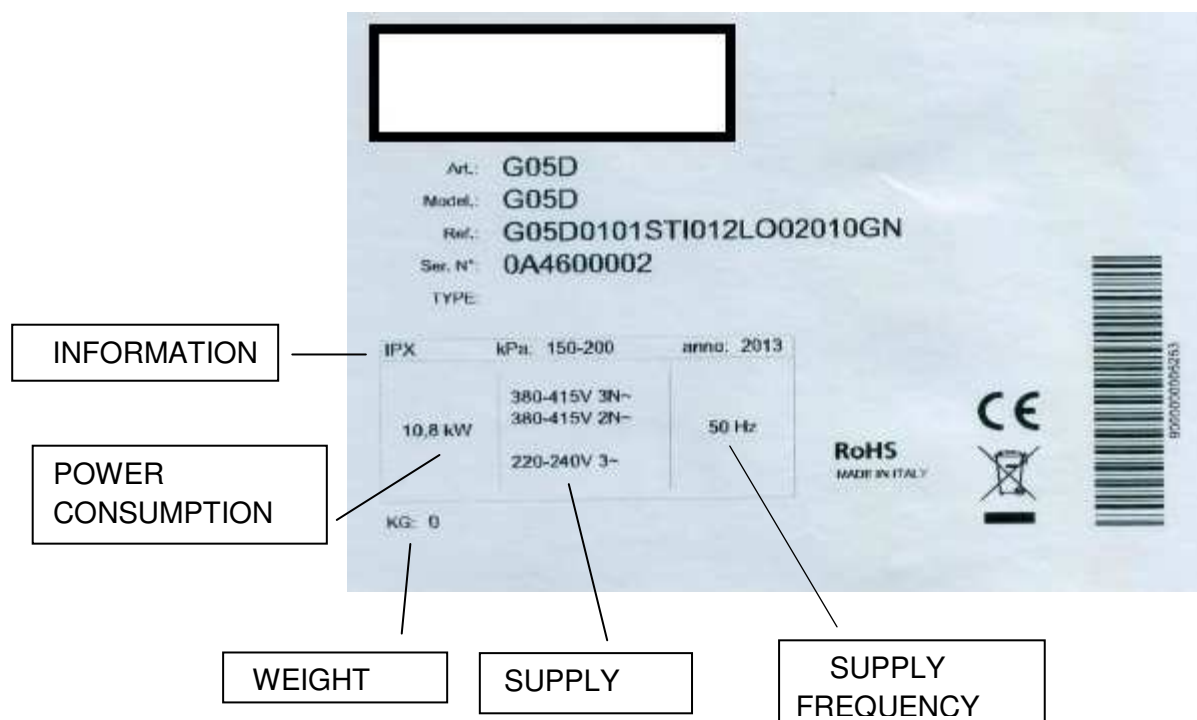 Art.: G05D
Model.: G05D
Ref.: G05D0101STI012LO02010GN
Ser. N°: 0A4600002
TYPE:
INFORMATION
IPX kPa: 150-200 anno: 2013
380-415V 3N~
10,8 kW 380-415V 2N~ 50 Hz
220-240V 3~
POWER
CONSUMPTION
KG: 0
CE
RoHS
MADE IN ITALY
WEIGHT
SUPPLY
SUPPLY
FREQUENCY